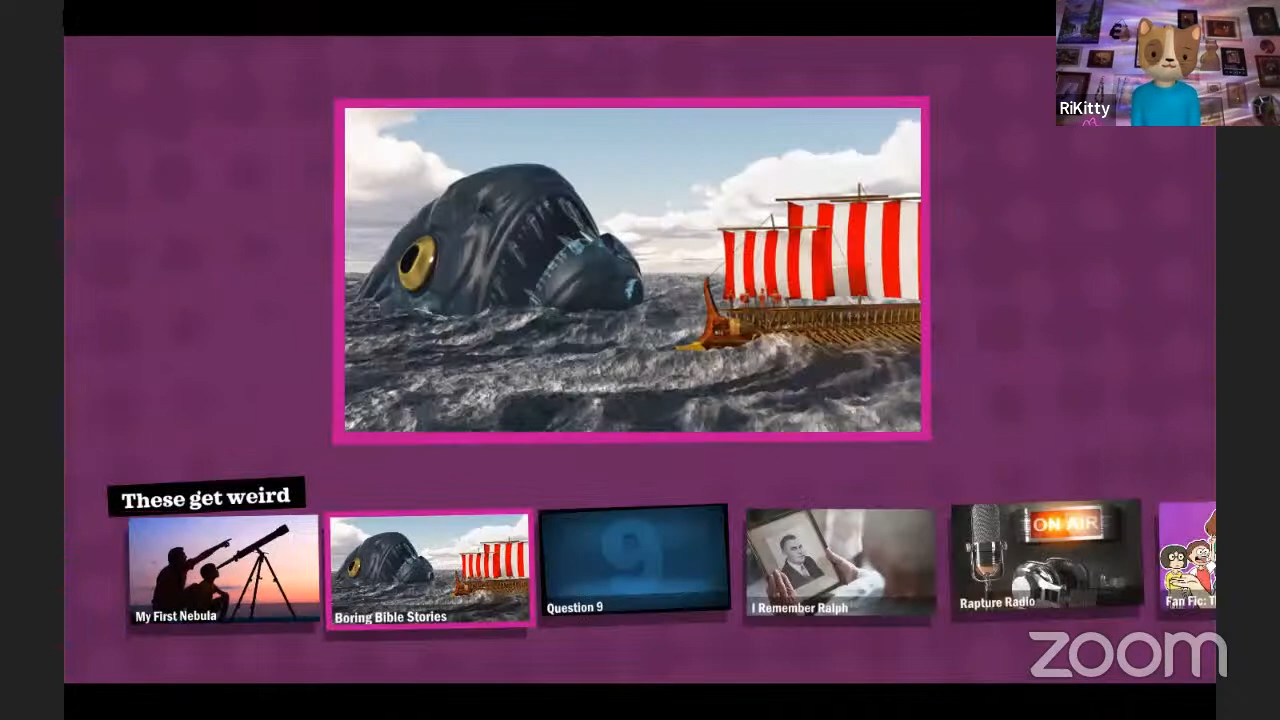 RiKitty
These get weird
My First Nebula
Boring Bible Stories
9
Question 9
I Remember Ralph
ON AIR
Rapture Radio
Fan Fic: T
zoom